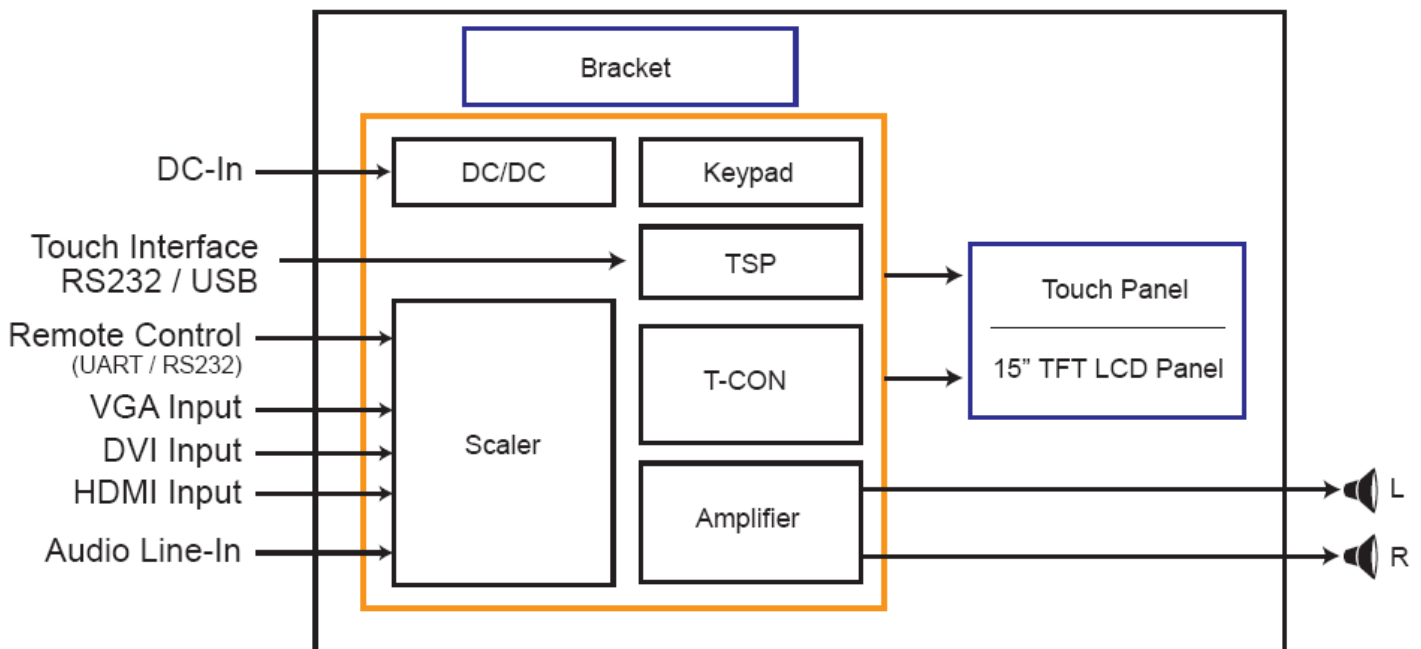 Bracket
DC-In
DC/DC
Keypad
Touch Interface
RS232 / USB
TSP
Touch Panel
15” TFT LCD Panel
Remote Control
(UART / RS232)
VGA Input
DVI Input
HDMI Input
Audio Line-In
Scaler
T-CON
Amplifier
L
R